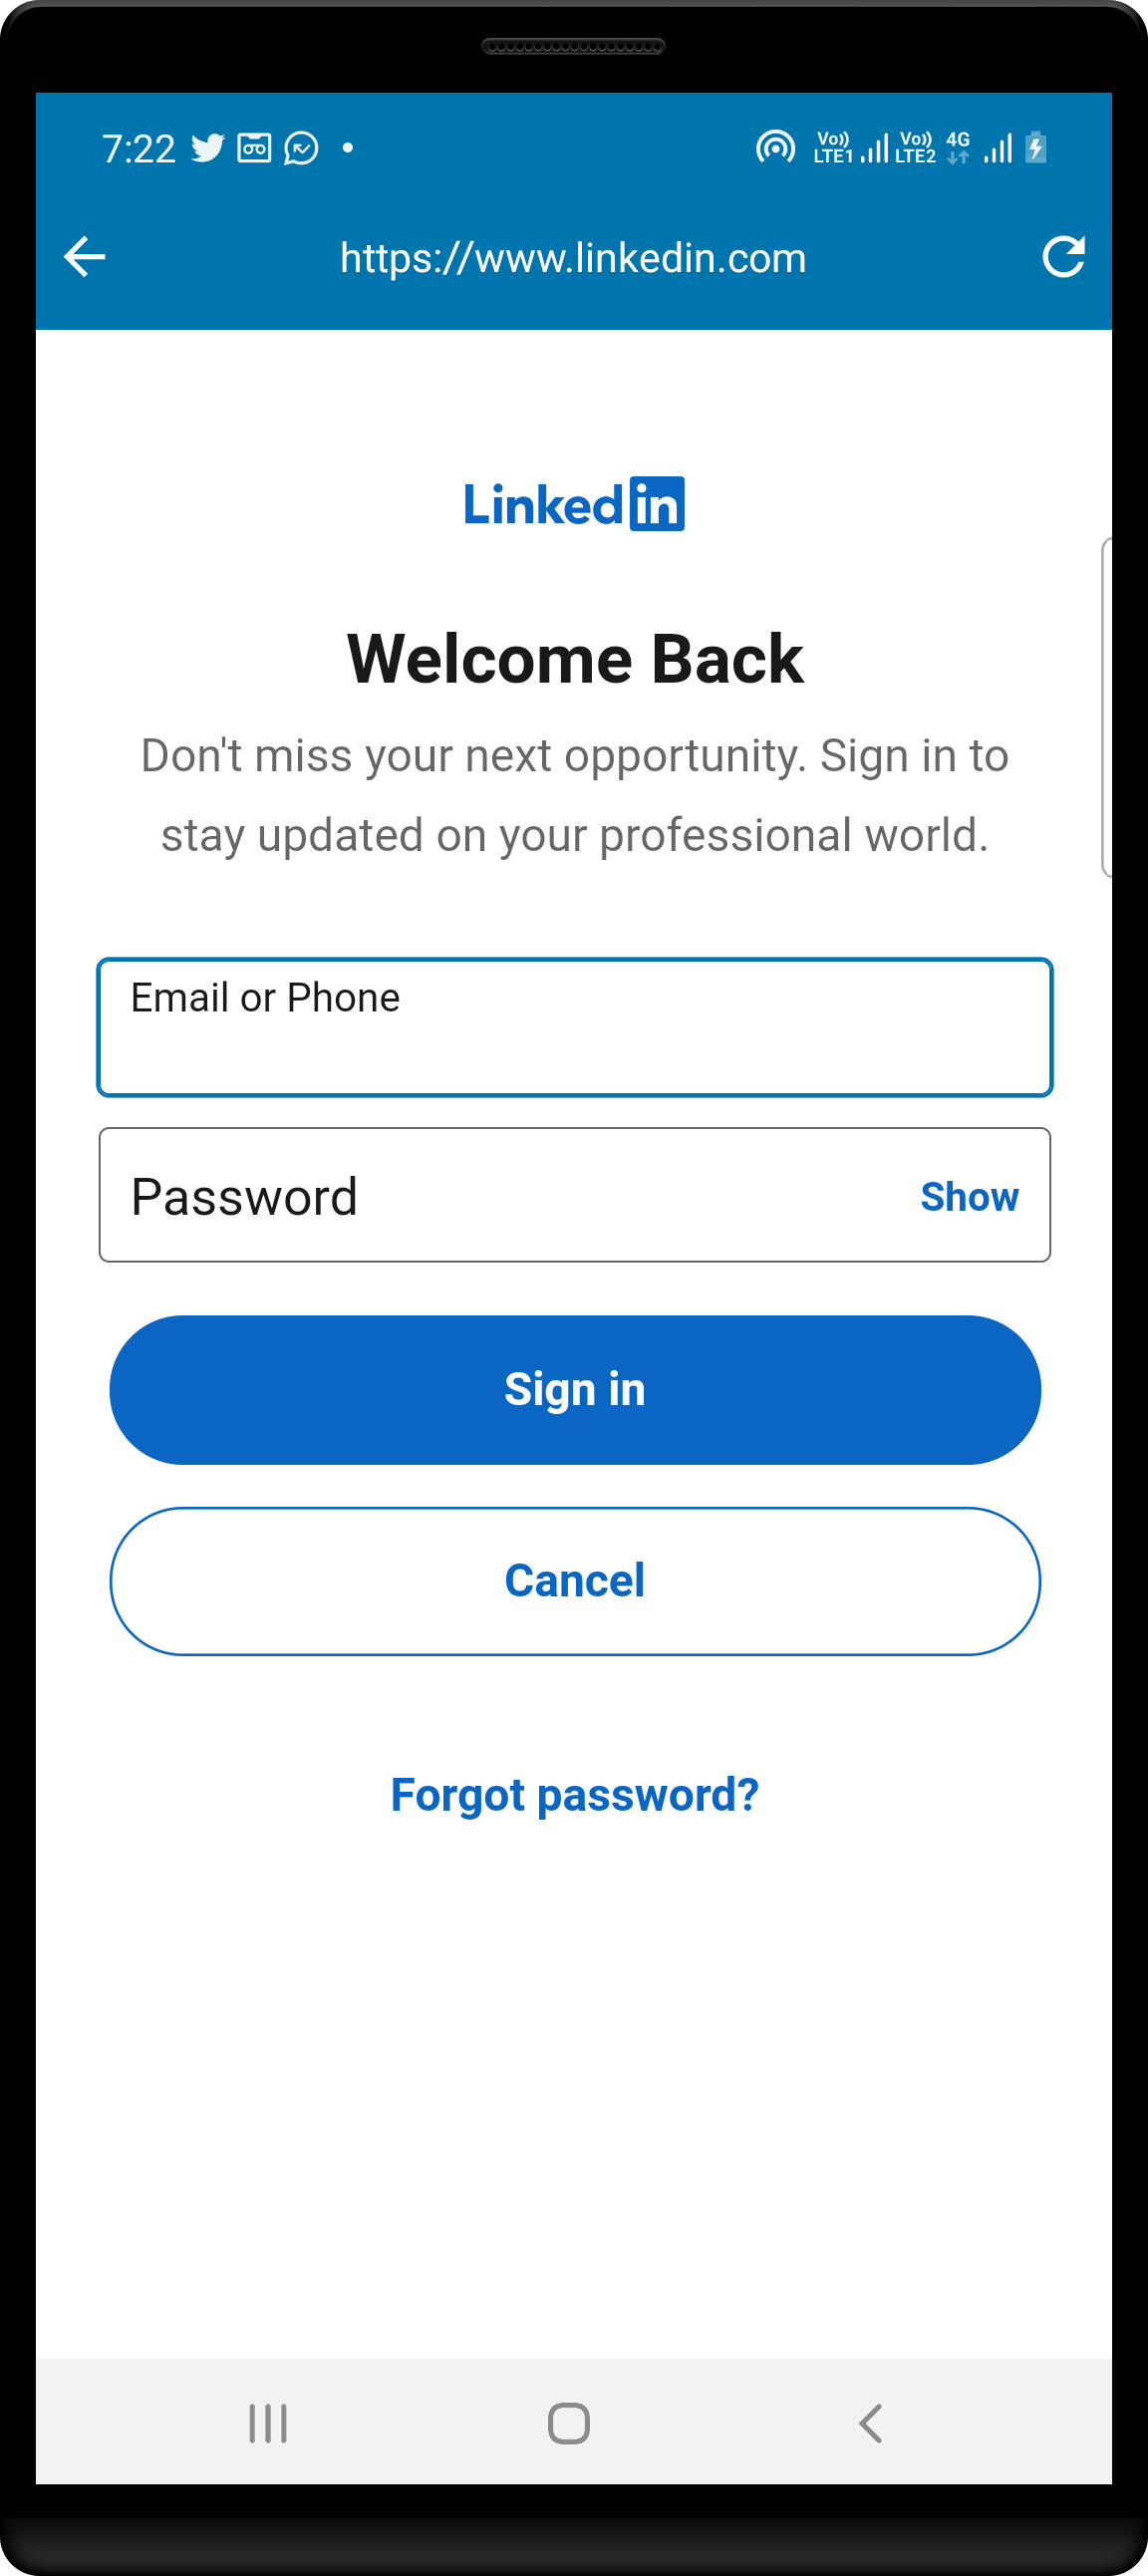 7:22 Vo)) LTE1 Vo)) LTE2 4G
https://www.linkedin.com
Linkedin
Welcome Back
Don't miss your next opportunity. Sign in to
stay updated on your professional world.
Email or Phone
Password Show
Sign in
Cancel
Forgot password?